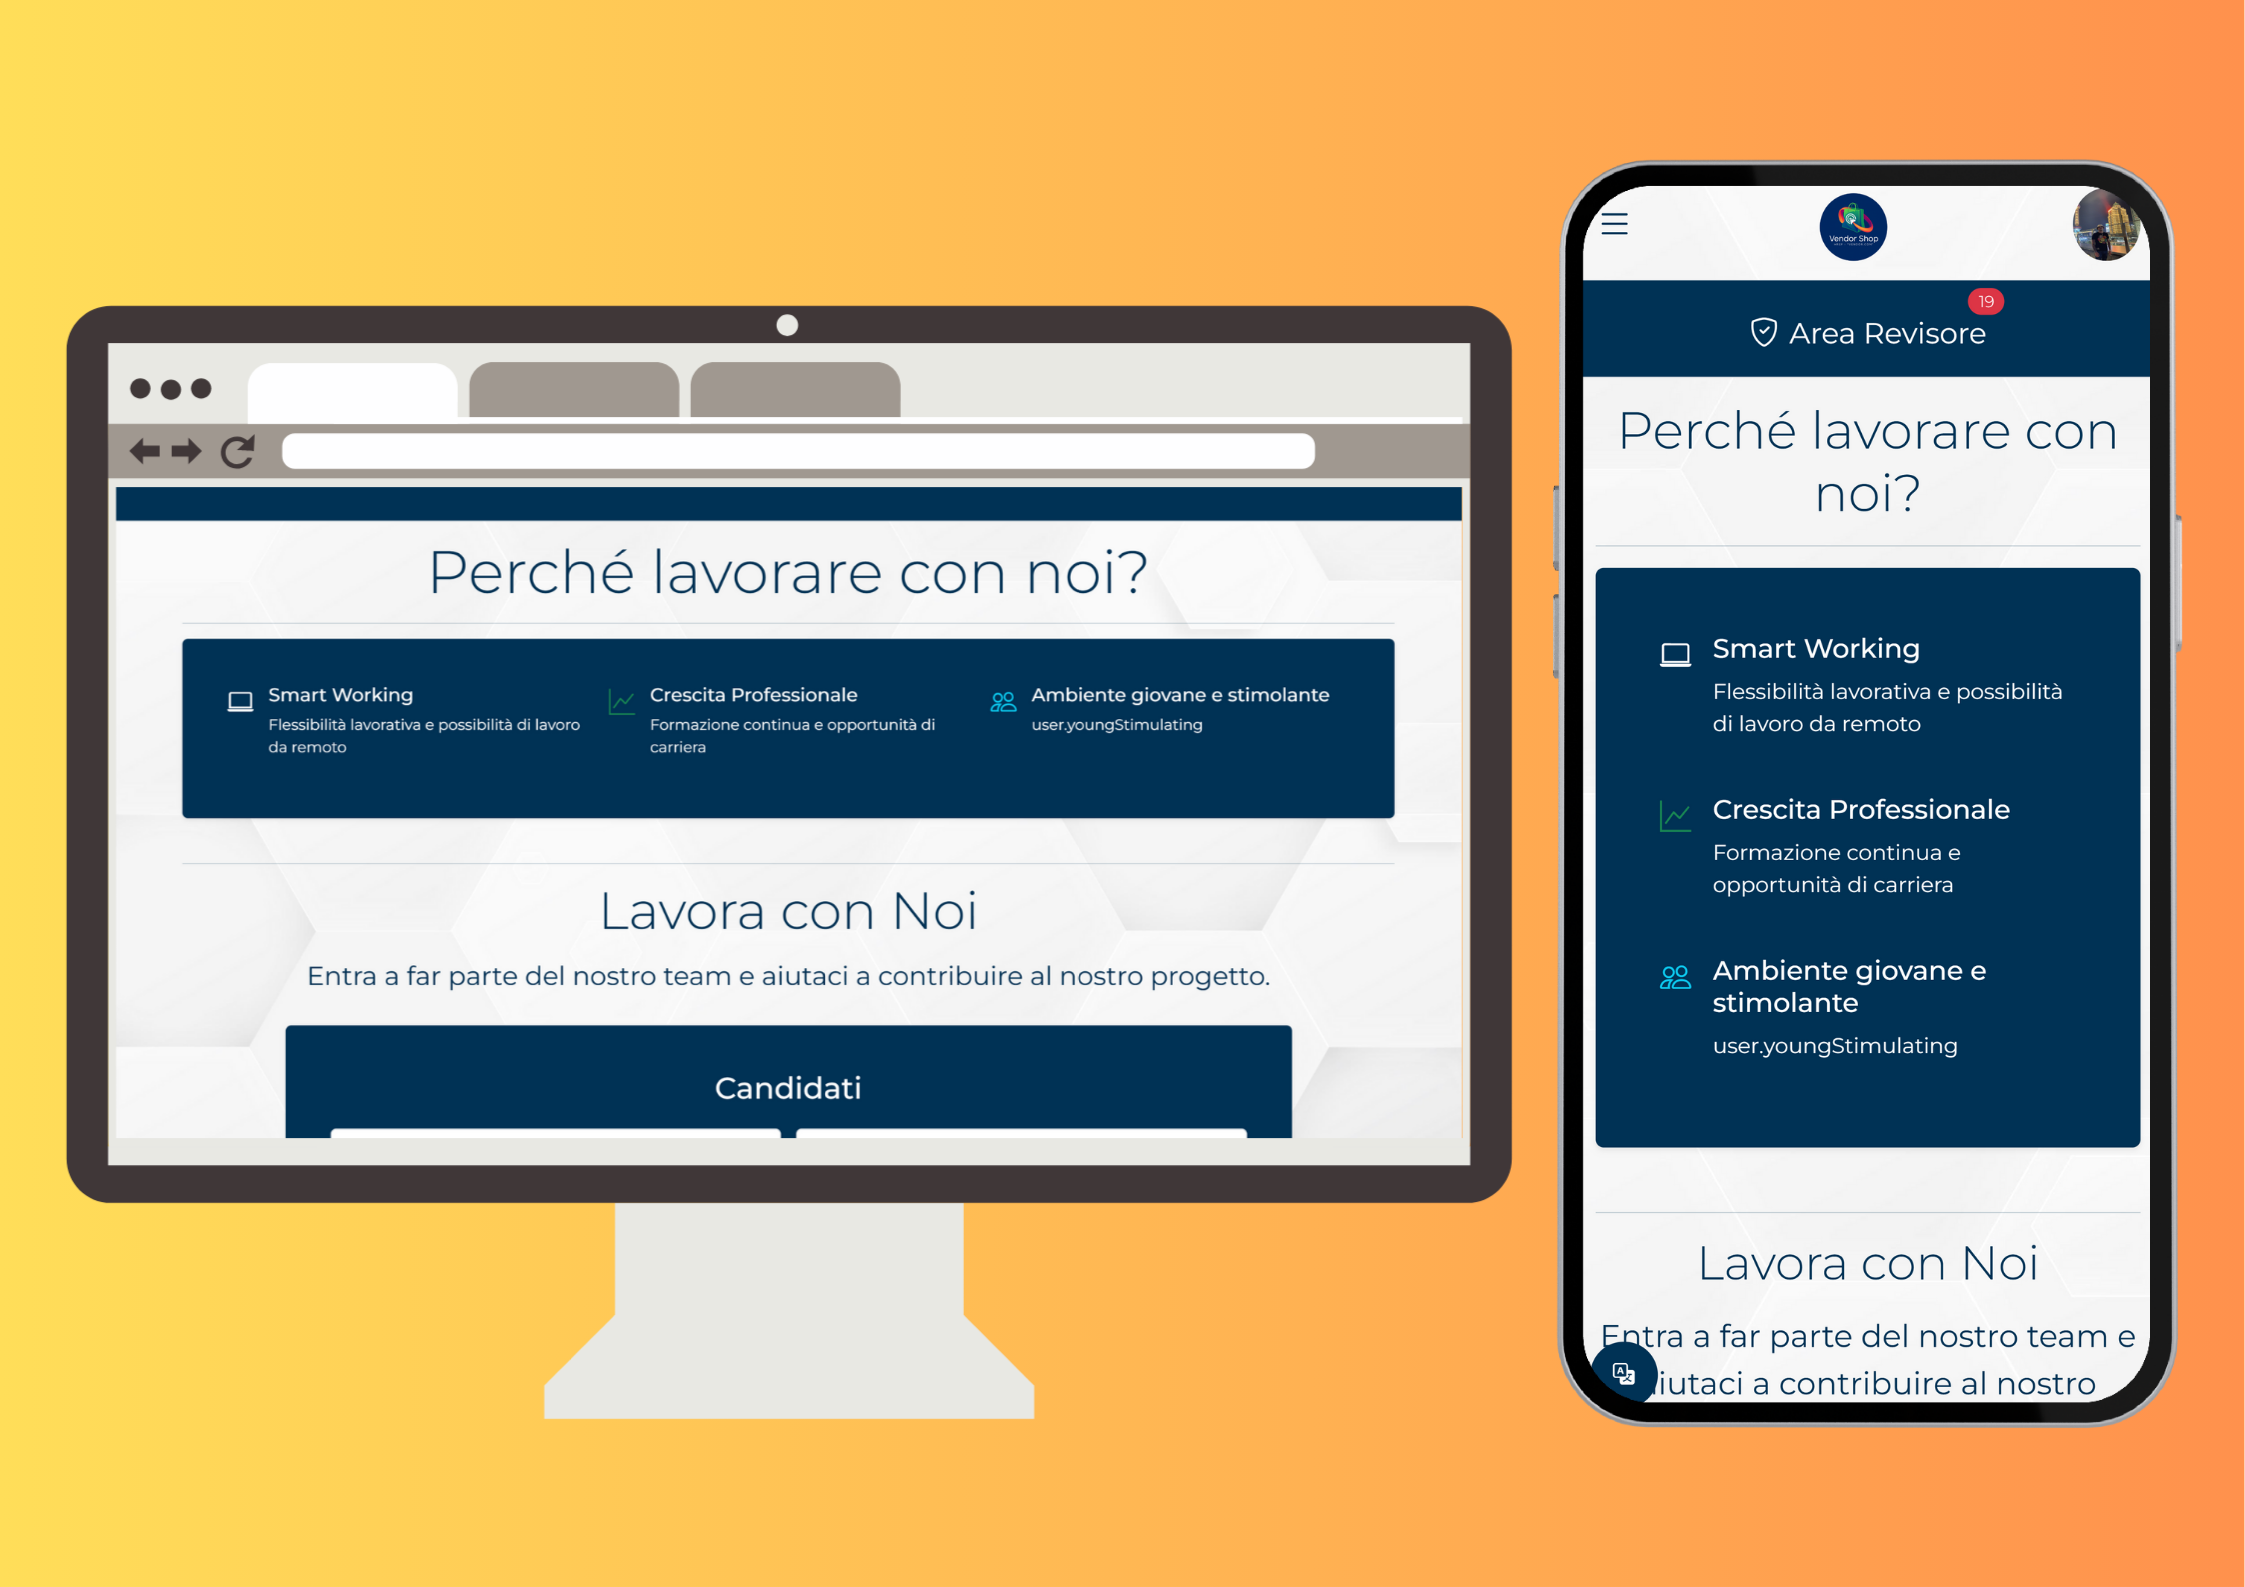 Perché lavorare con noi?
Smart Working
Flessibilità lavorativa e possibilità di lavoro
da remoto
Crescita Professionale
Formazione continua e opportunità di
carriera
Ambiente giovane e stimolante
user.youngStimulating
Lavora con Noi
Entra a far parte del nostro team e aiutaci a contribuire al nostro progetto.
Candidati
Vendor Shop
19
Area Revisore
Perché lavorare con
noi?
Smart Working
Flessibilità lavorativa e possibilità
di lavoro da remoto
Crescita Professionale
Formazione continua e
opportunità di carriera
Ambiente giovane e
stimolante
user.youngStimulating
Lavora con Noi
Entra a far parte del nostro team e
iutaci a contribuire al nostro